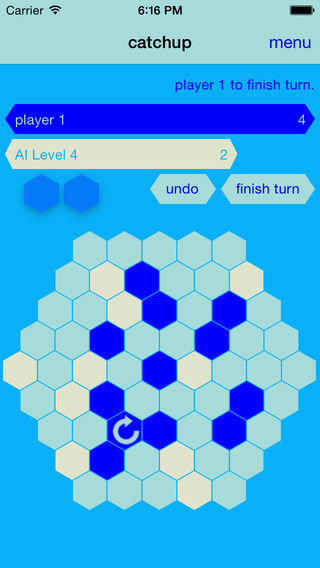 Carrier 6:16 PM
catchup menu
player 1 to finish turn.
player 1 4
AI Level 4 2
undo finish turn